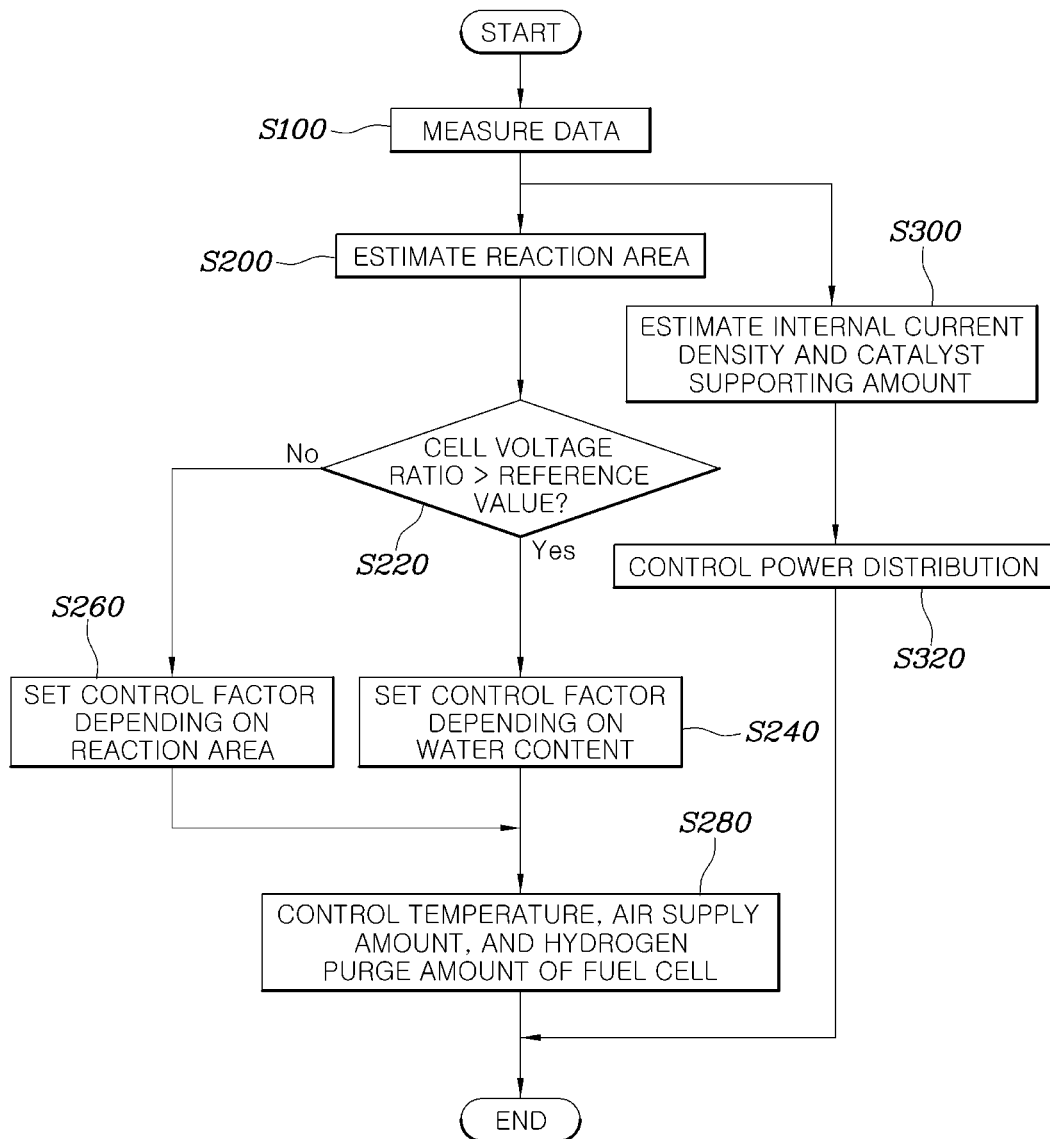 START
S100
MEASURE DATA
S200
ESTIMATE REACTION AREA
S300
ESTIMATE INTERNAL CURRENT
DENSITY AND CATALYST
SUPPORTING AMOUNT
No
CELL VOLTAGE
RATIO > REFERENCE
VALUE?
S220
Yes
CONTROL POWER DISTRIBUTION
S320
S260
SET CONTROL FACTOR
DEPENDING ON
REACTION AREA
SET CONTROL FACTOR
DEPENDING ON
WATER CONTENT
S240
S280
CONTROL TEMPERATURE, AIR SUPPLY
AMOUNT, AND HYDROGEN
PURGE AMOUNT OF FUEL CELL
END